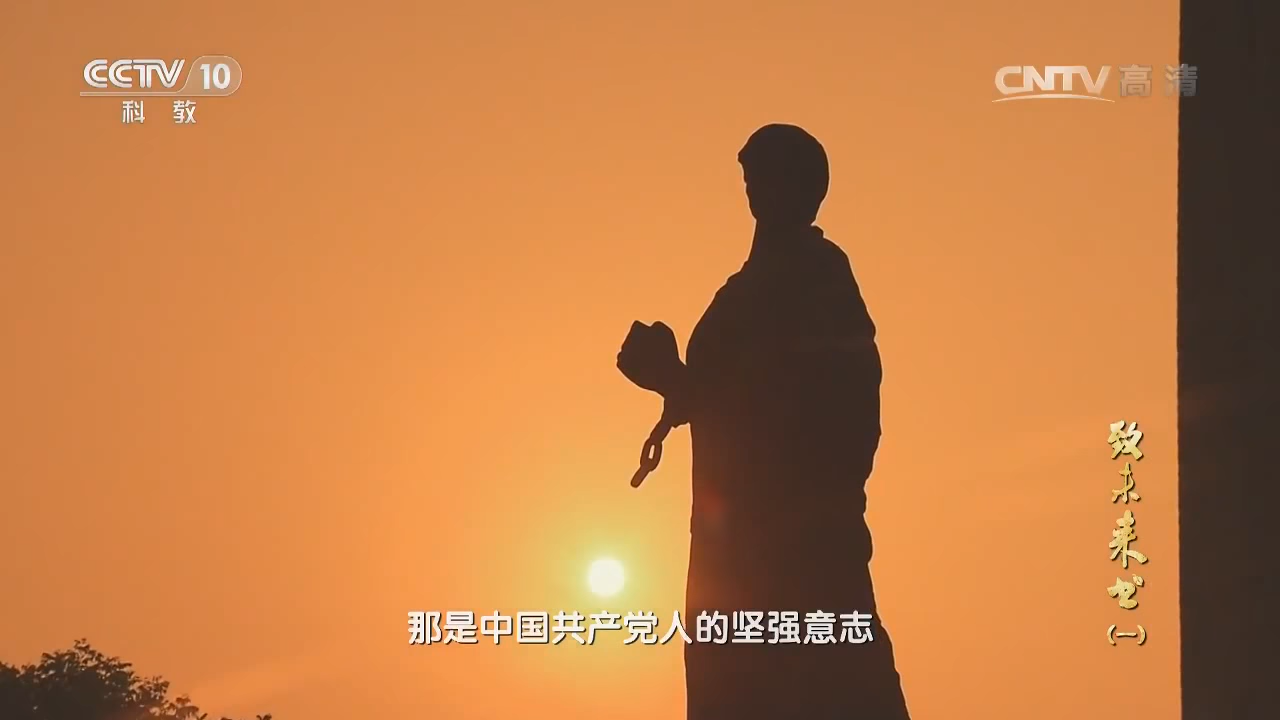 CCTV 10
科 教
CNTV 高清
致未来书
(一)
那是中国共产党人的坚强意志